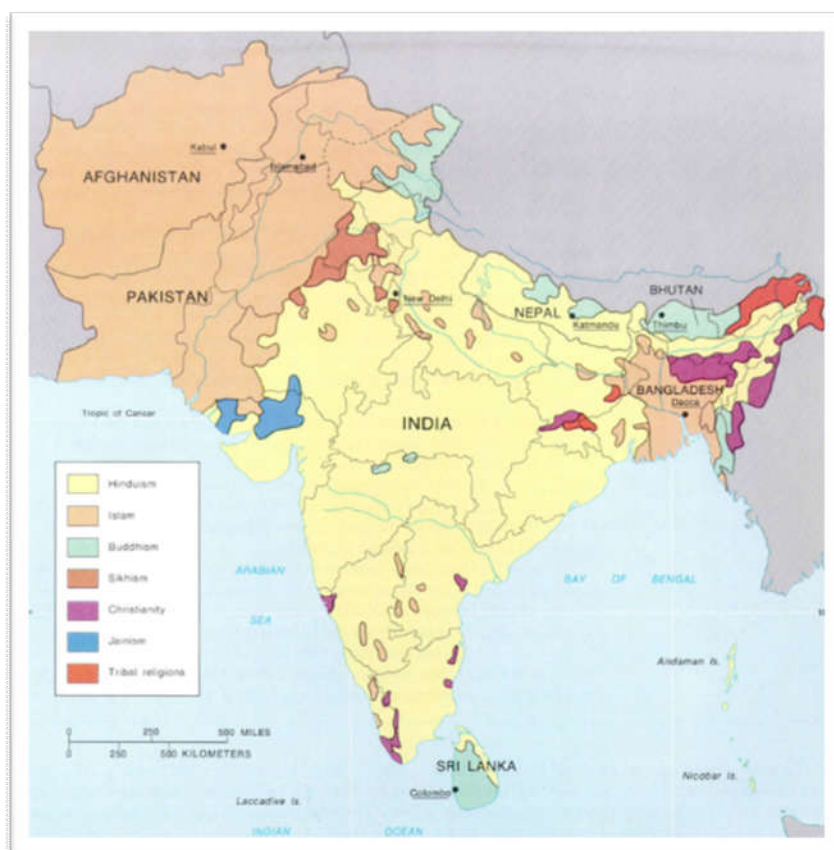 Kabul
Islamabad
AFGHANISTAN
PAKISTAN
New Delhi
NEPAL
Katmandu
BHUTAN
Thimbu
BANGLADESH
Dacca
Tropic of Cancer
INDIA
Hinduism
Islam
Buddhism
Sikhism
Christianity
Jainism
Tribal religions
ARABIAN
SEA
BAY OF BENGAL
Andaman Is.
0 250 500 MILES
0 250 500 KILOMETERS
SRI LANKA
Colombo
Nicobar Is.
Laccadive Is.
INDIAN OCEAN